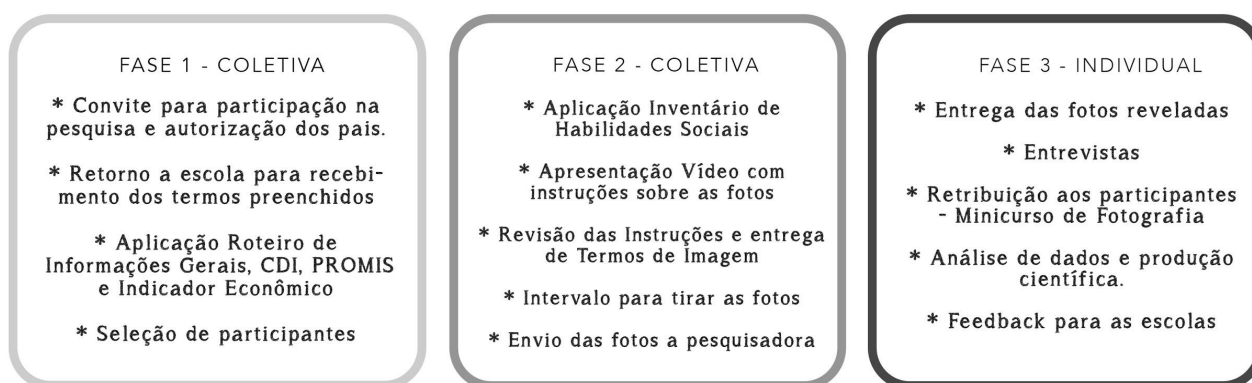 FASE 1 - COLETIVA
* Convite para participação na
pesquisa e autorização dos pais.
* Retorno a escola para recebi-
mento dos termos preenchidos
* Aplicação Roteiro de
Informações Gerais, CDI, PROMIS
e Indicador Econômico
* Seleção de participantes
FASE 2 - COLETIVA
* Aplicação Inventário de
Habilidades Sociais
* Apresentação Vídeo com
instruções sobre as fotos
* Revisão das Instruções e entrega
de Termos de Imagem
* Intervalo para tirar as fotos
* Envio das fotos a pesquisadora
FASE 3 - INDIVIDUAL
* Entrega das fotos reveladas
* Entrevistas
* Retribuição aos participantes
- Minicurso de Fotografia
* Análise de dados e produção
científica.
* Feedback para as escolas